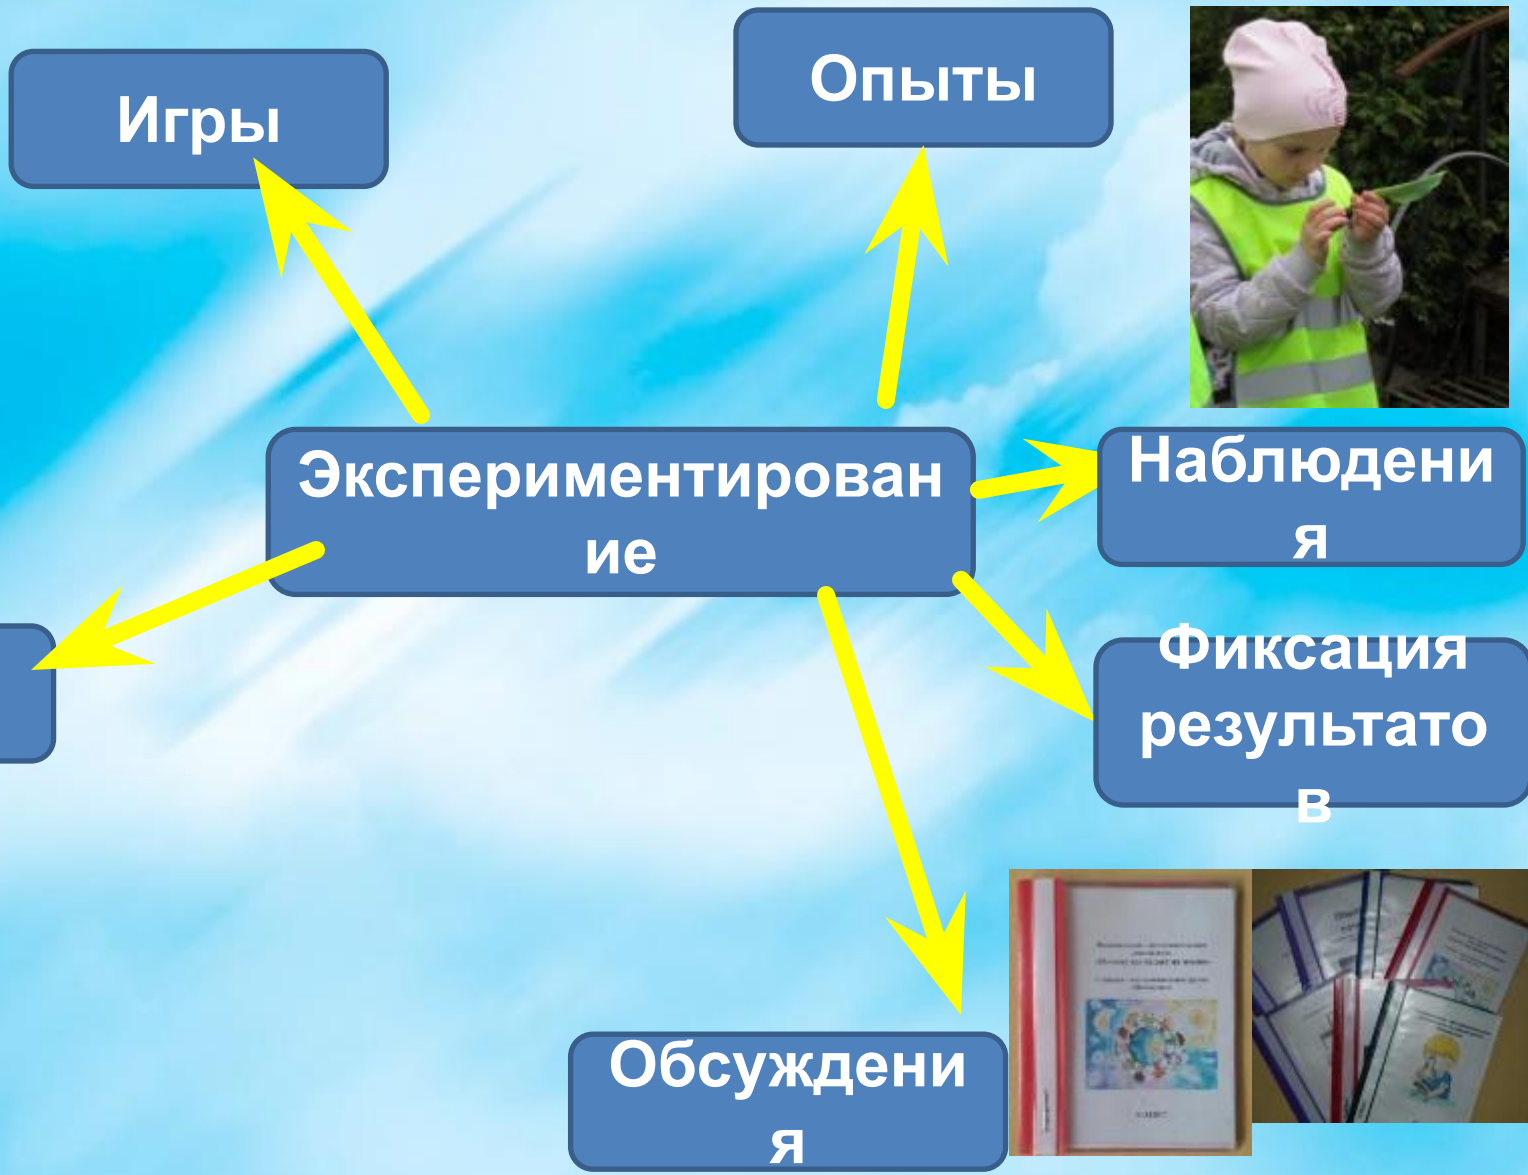 Игры
Опыты
Экспериментирован
ие
Наблюдени
я
Фиксация
результато
в
Обсуждени
я